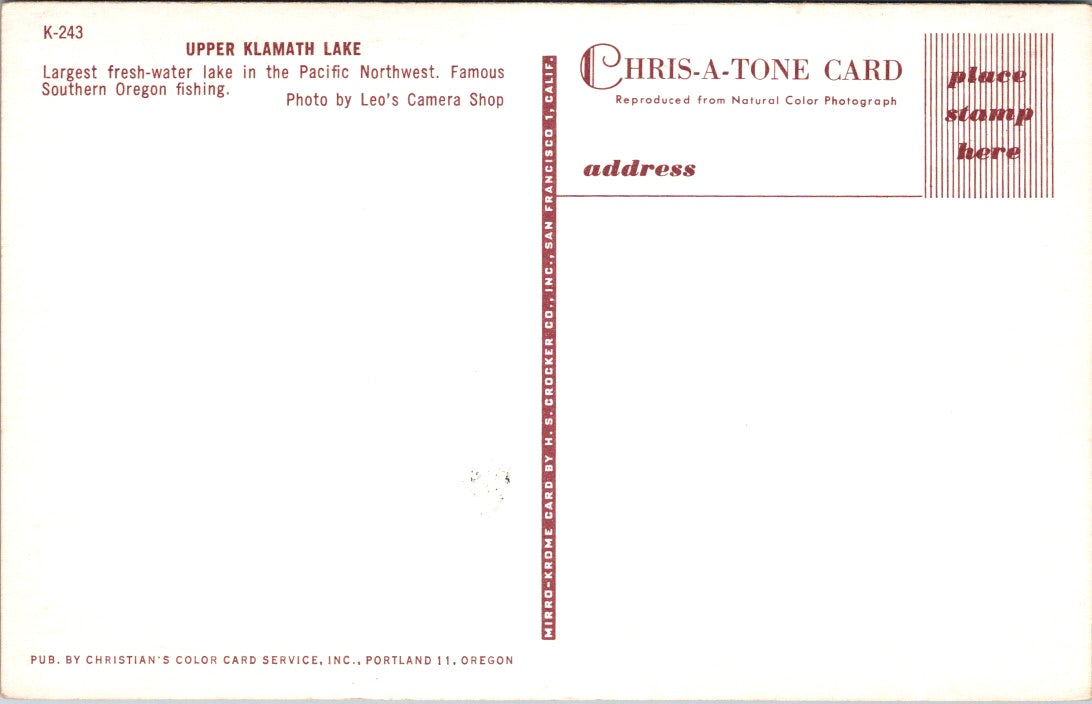 K-243
UPPER KLAMATH LAKE
Largest fresh-water lake in the Pacific Northwest. Famous
Southern Oregon fishing.
Photo by Leo's Camera Shop
PUB. BY CHRISTIAN'S COLOR CARD SERVICE, INC., PORTLAND 11, OREGON
MIRRO-KROME CARD BY H. S. CROCKER CO., INC., SAN FRANCISCO 1, CALIF.
CHRIS-A-TONE CARD
Reproduced from Natural Color Photograph
address
place
stamp
here